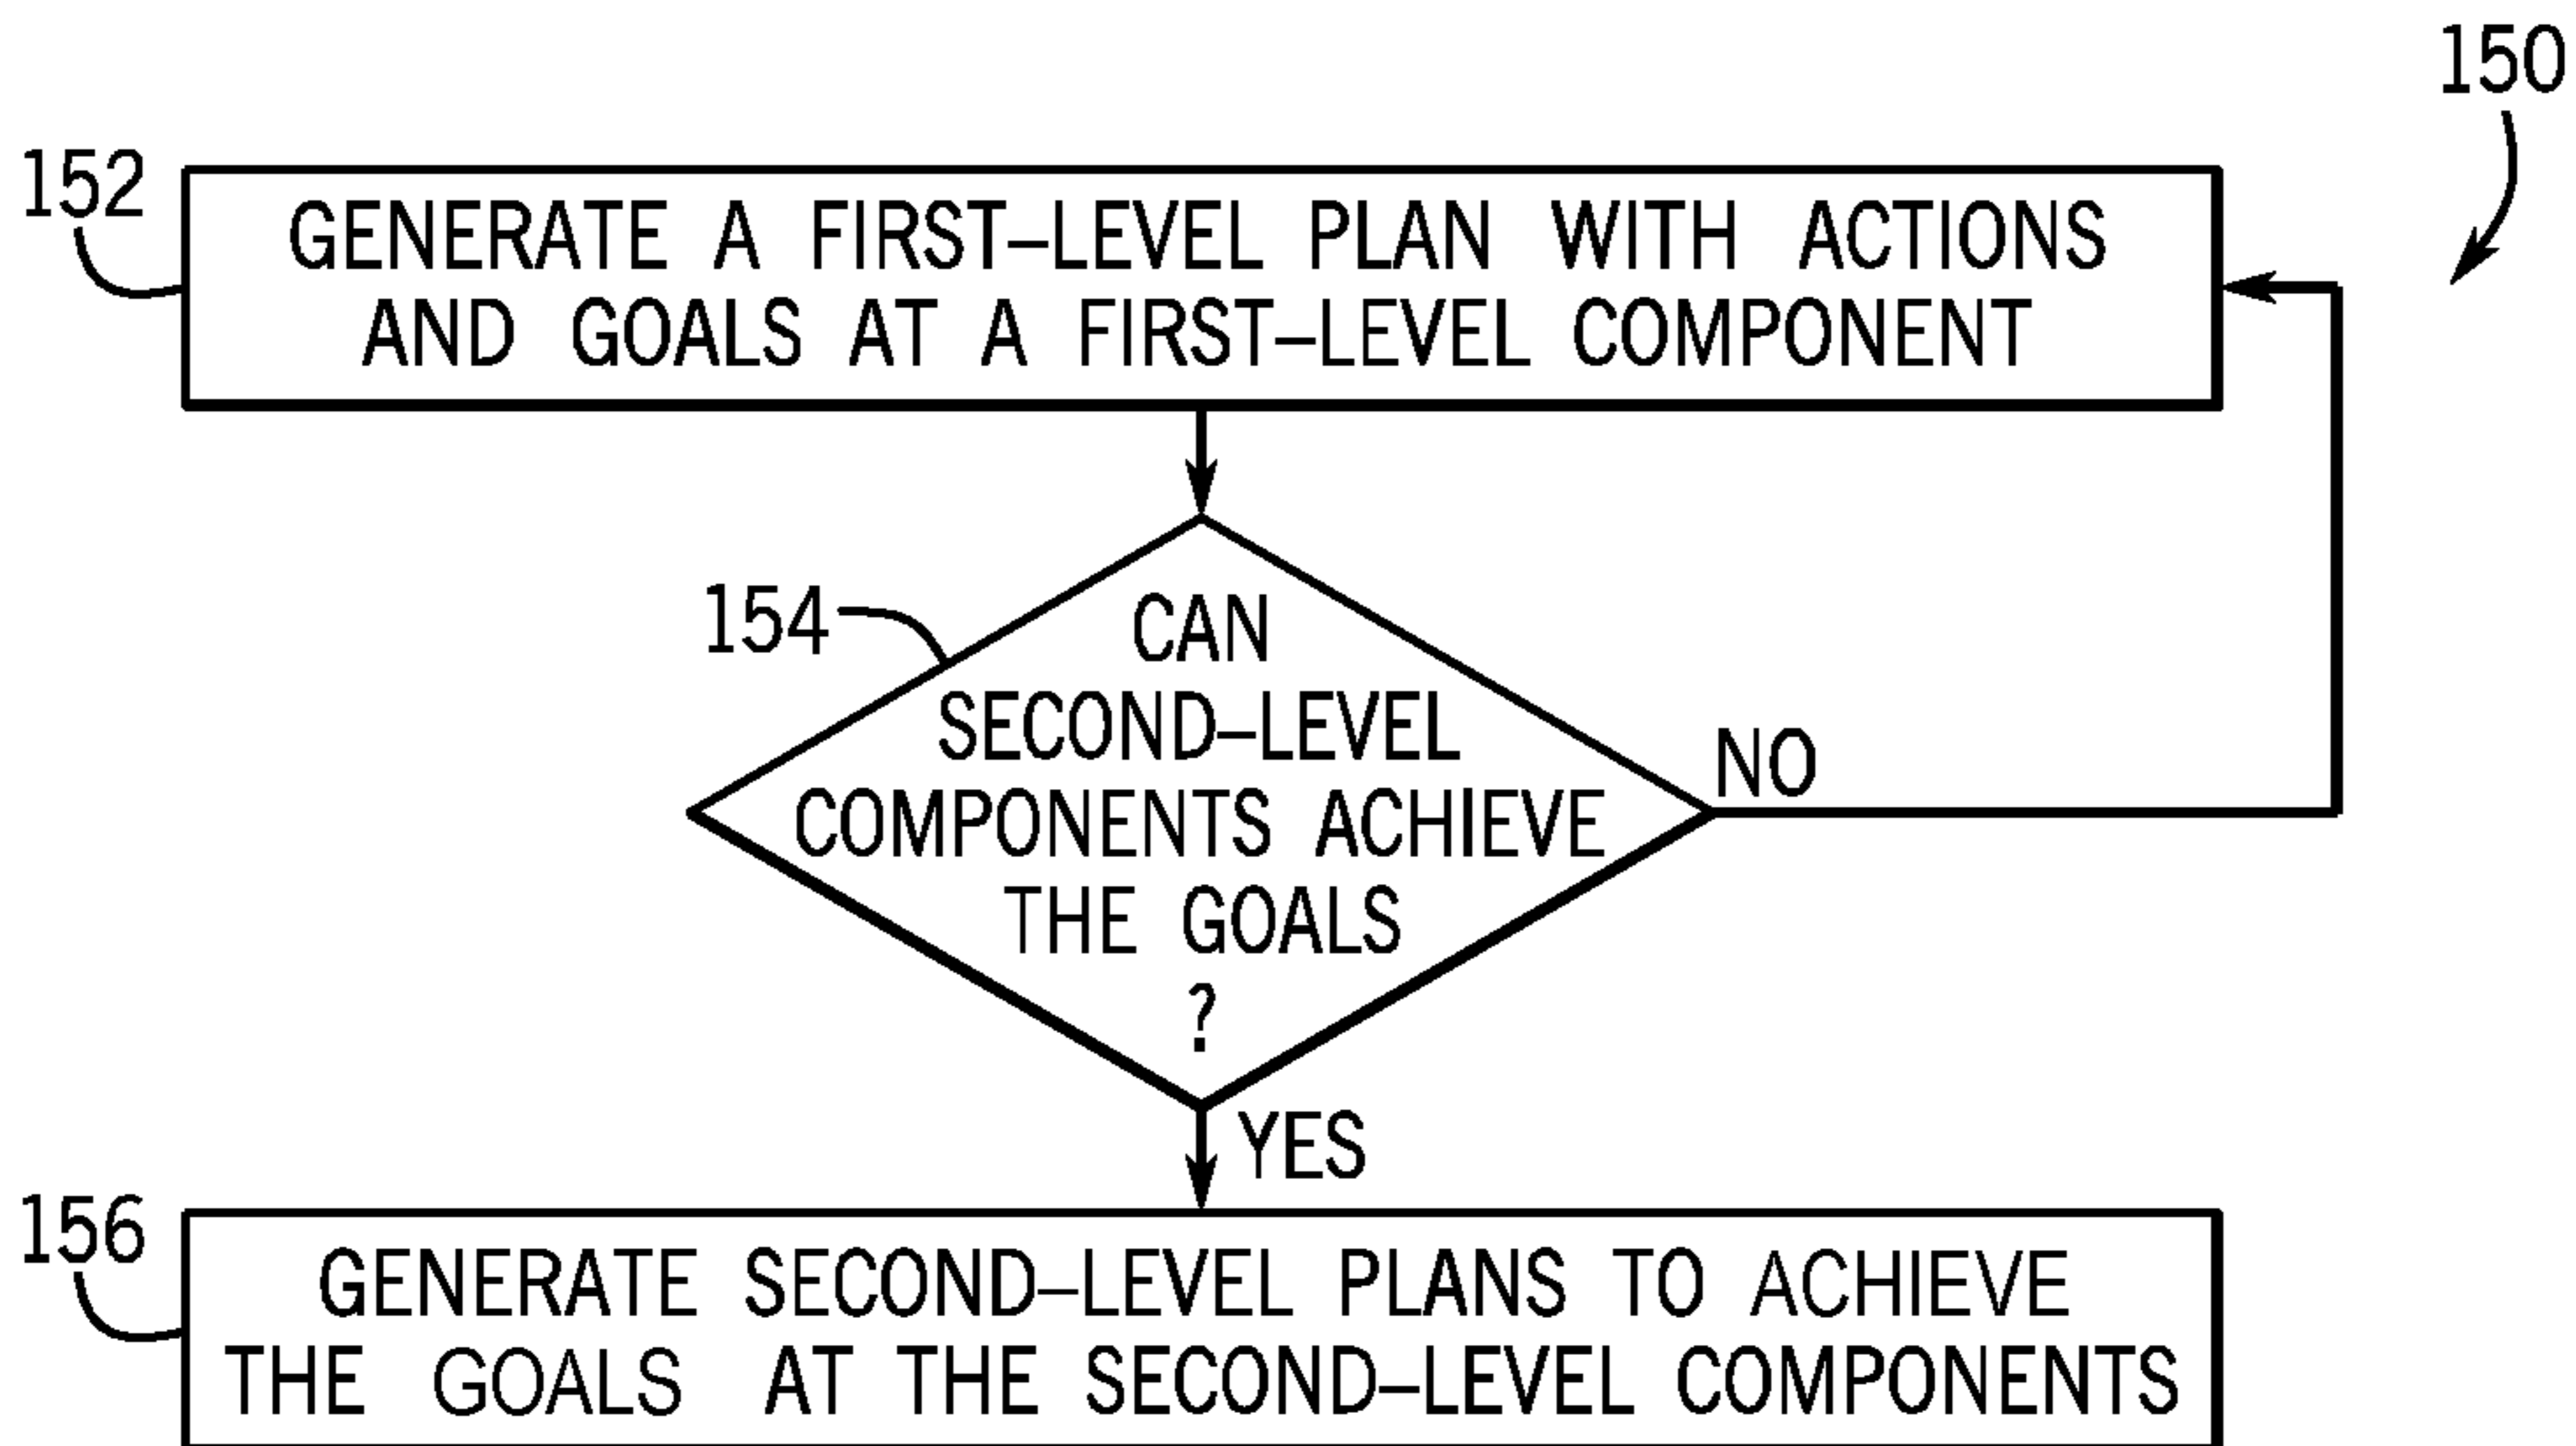 150
152
GENERATE A FIRST–LEVEL PLAN WITH ACTIONS
AND GOALS AT A FIRST–LEVEL COMPONENT
154
CAN
SECOND–LEVEL
COMPONENTS ACHIEVE
THE GOALS
?
NO
YES
156
GENERATE SECOND–LEVEL PLANS TO ACHIEVE
THE GOALS AT THE SECOND–LEVEL COMPONENTS